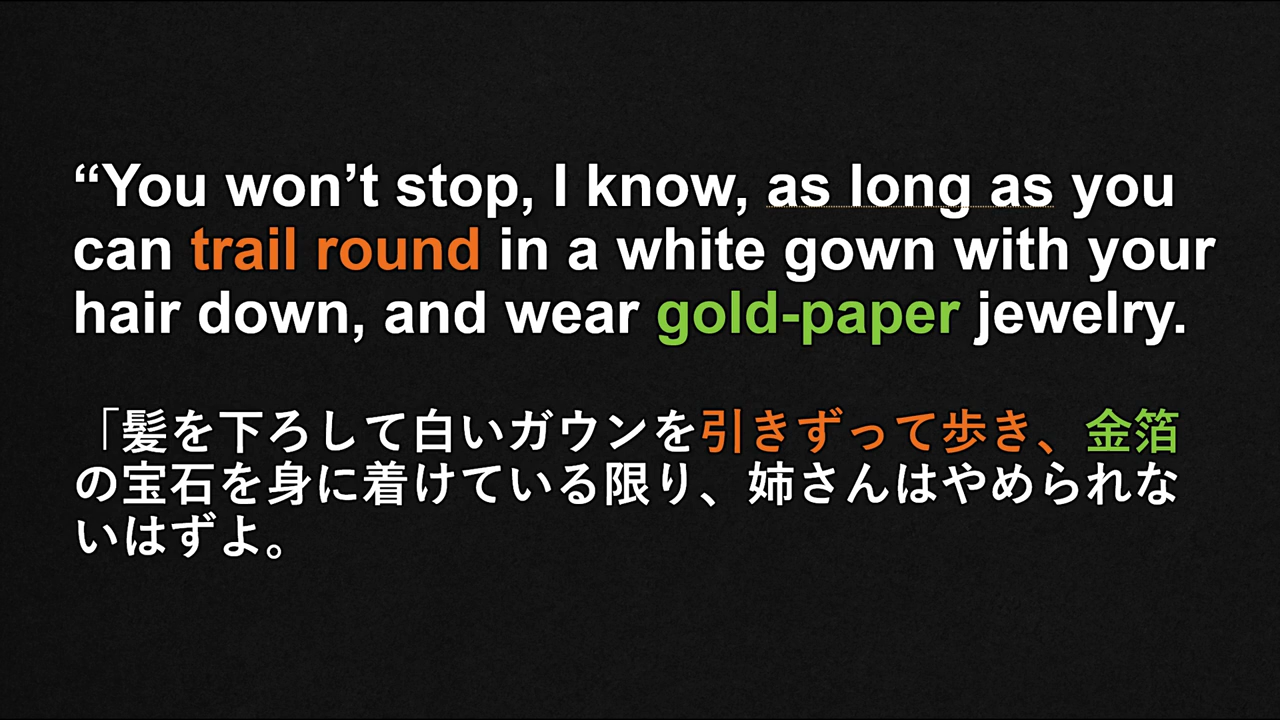 “You won’t stop, I know, as long as you
can trail round in a white gown with your
hair down, and wear gold-paper jewelry.
「髪を下ろして白いガウンを引きずって歩き、金箔
の宝石を身に着けている限り、姉さんはやめられな
いはずよ。